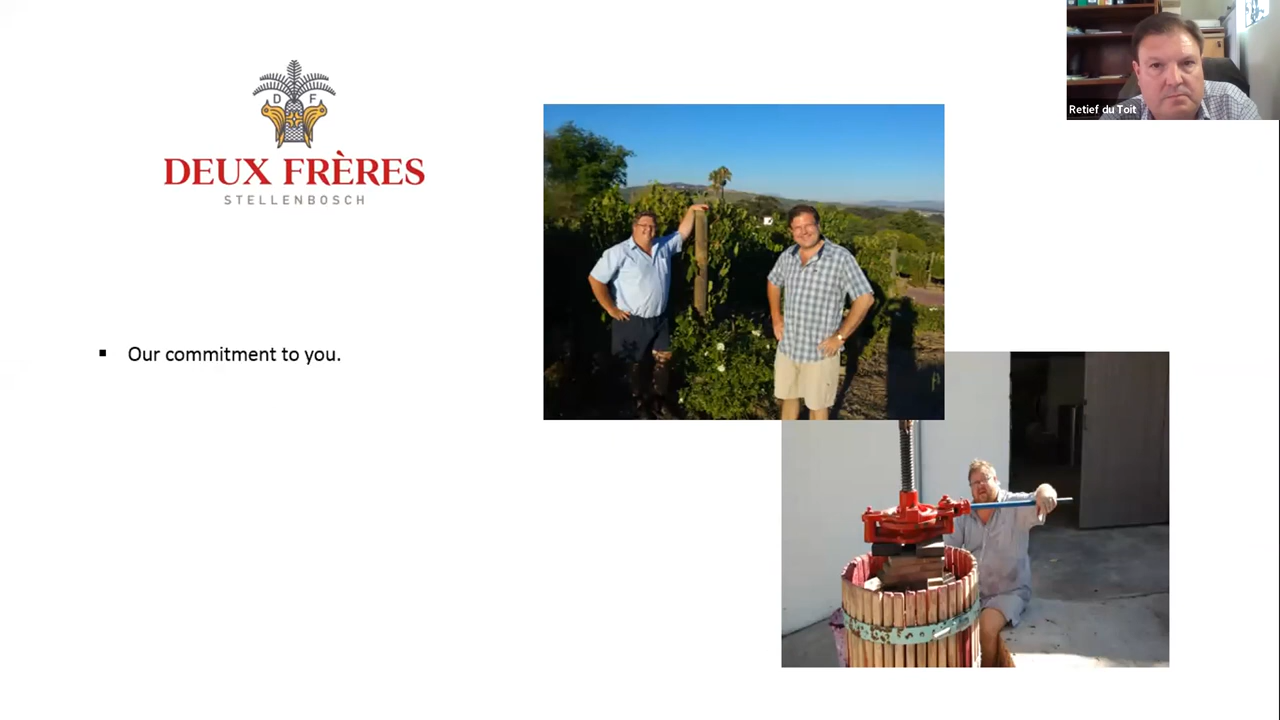 D F
DEUX FRÈRES
STELLENBOSCH
▪ Our commitment to you.
Retief du Toit